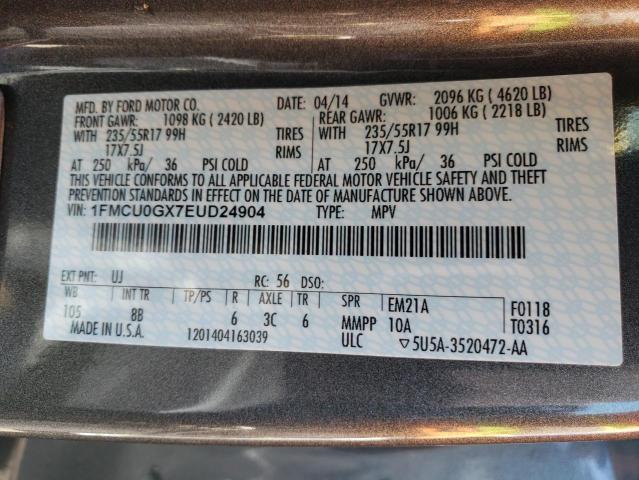 MFD. BY FORD MOTOR CO. DATE: 04/14 GVWR: 2096 KG ( 4620 LB)
FRONT GAWR: 1098 KG ( 2420 LB) REAR GAWR: 1006 KG ( 2218 LB)
WITH 235/55R17 99H TIRES WITH 235/55R17 99H TIRES
17X7.5J RIMS 17X7.5J RIMS
AT 250 kPa/ 36 PSI COLD AT 250 kPa/ 36 PSI COLD
THIS VEHICLE CONFORMS TO ALL APPLICABLE FEDERAL MOTOR VEHICLE SAFETY AND THEFT
PREVENTION STANDARDS IN EFFECT ON THE DATE OF MANUFACTURE SHOWN ABOVE.
VIN: 1FMCU0GX7EUD24904 TYPE: MPV
EXT PNT: UJ RC: 56 DSO:
WB INT TR TP/PS R AXLE TR SPR EM21A F0118
105 8B 6 3C 6 MMPP 10A T0316
MADE IN U.S.A. 1201404163039 ULC ▽5U5A-3520472-AA